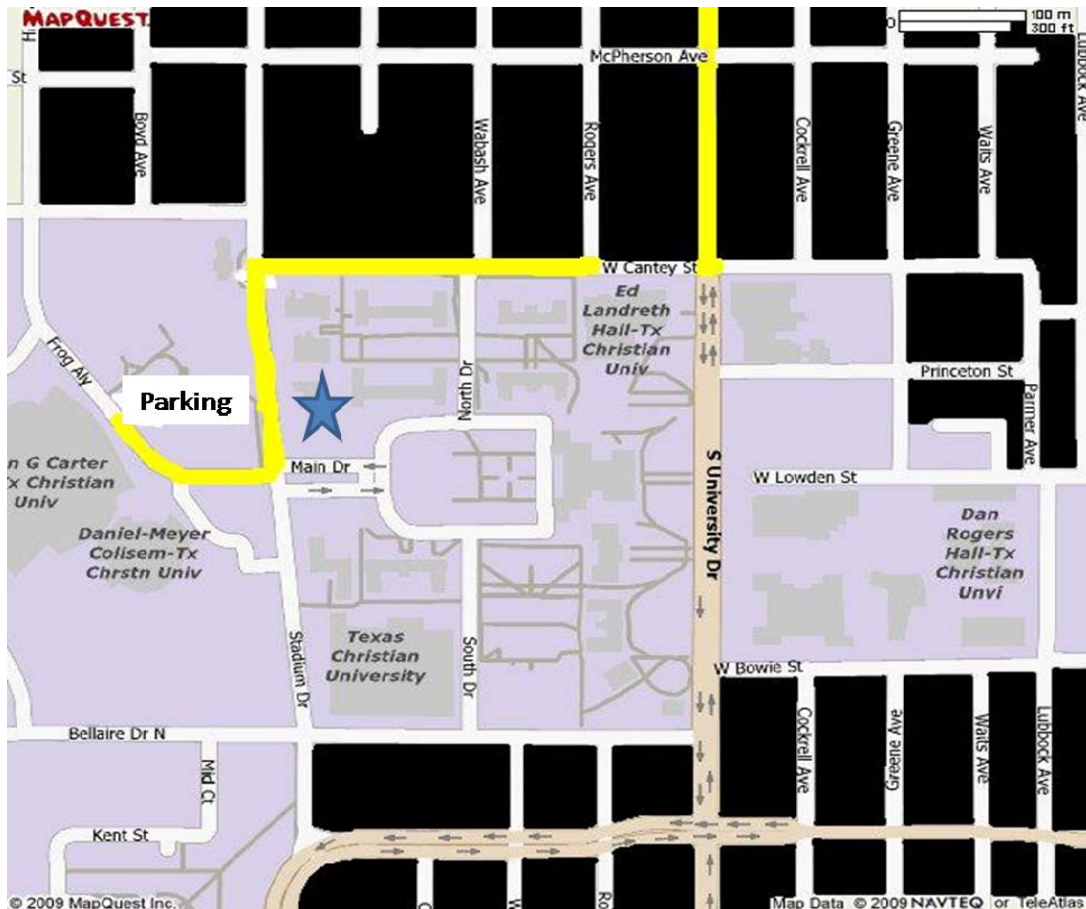 MAPQUEST
100 m
300 ft
0
McPherson Ave
St
Boyd Ave
Wabash Ave
Rogers Ave
Cockrell Ave
Greene Ave
Waits Ave
Lubbock Ave
W Cantey St
Ed
Landreth
Hall-Tx
Christian
Univ
Frog Aly
Parking
North Dr
Princeton St
Parmer Ave
Main Dr
S University Dr
W Lowden St
n G Carter
x Christian
Univ
Daniel-Meyer
Colisem-Tx
Chrstn Univ
Dan
Rogers
Hall-Tx
Christian
Unvi
Stadium Dr
Texas
Christian
University
South Dr
W Bowie St
Bellaire Dr N
Mid Ct
Cockrell Ave
Greene Ave
Waits Ave
Lubbock Ave
Kent St
© 2009 MapQuest Inc.
Map Data © 2009 NAVTEQ or TeleAtlas